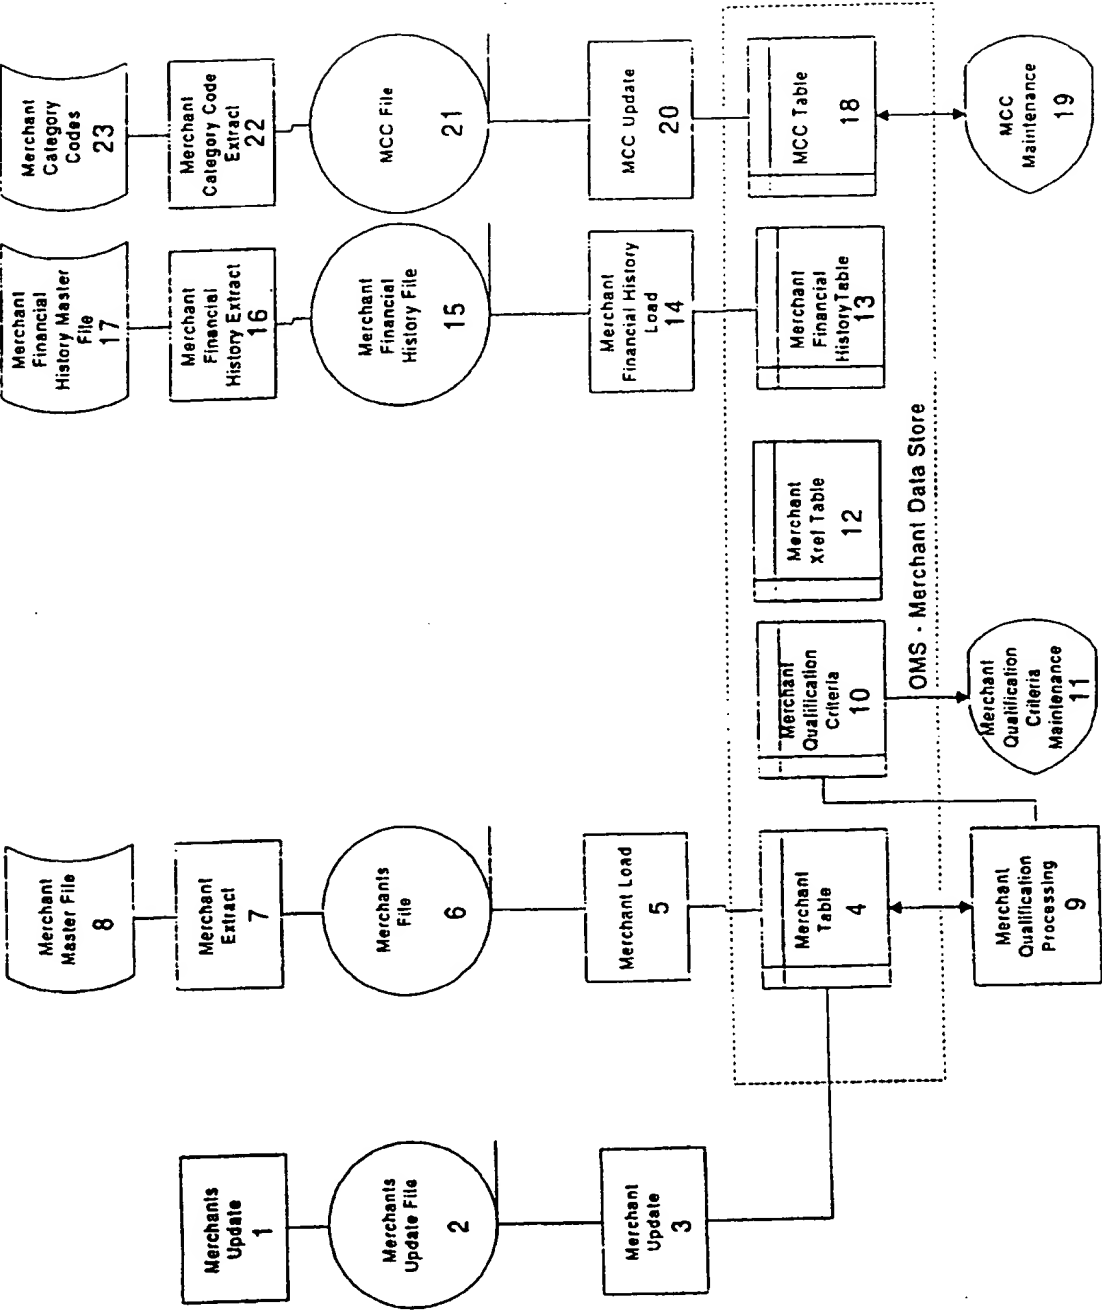 Merchants
Update
1
Merchants
Update File
2
Merchant
Update
3
Merchant
Master File
8
Merchant
Extract
7
Merchants
File
6
Merchant Load
5
Merchant
Table
4
Merchant
Qualification
Processing
9
Merchant
Qualification
Criteria
10
Merchant
Qualification
Criteria
Maintenance
11
Merchant
Xref Table
12
OMS - Merchant Data Store
Merchant
Financial
History Master
File
17
Merchant
Financial
History Extract
16
Merchant
Financial
History File
15
Merchant
Financial History
Load
14
Merchant
Financial
HistoryTable
13
Merchant
Category
Codes
23
Merchant
Category Code
Extract
22
MCC File
21
MCC Update
20
MCC Table
18
MCC
Maintenance
19